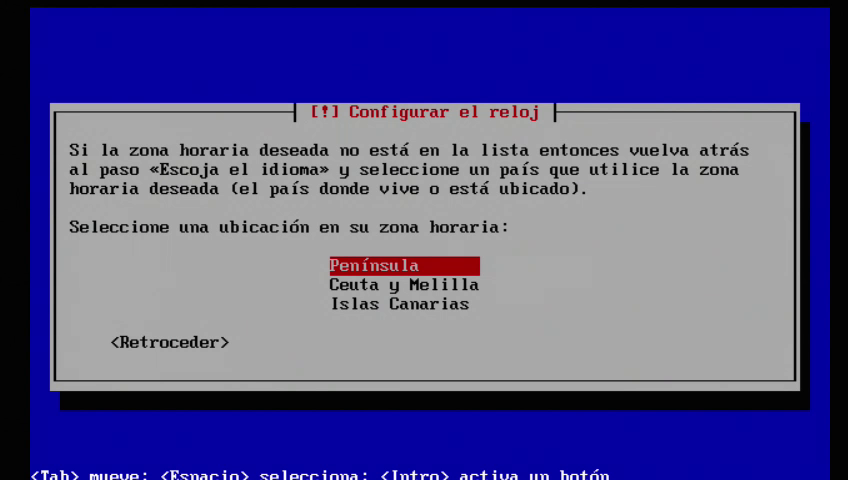 [!] Configurar el reloj
Si la zona horaria deseada no está en la lista entonces vuelva atrás
al paso «Escoja el idioma» y seleccione un país que utilice la zona
horaria deseada (el país donde vive o está ubicado).
Seleccione una ubicación en su zona horaria:
Península
Ceuta y Melilla
Islas Canarias
<Retroceder>
<Tab> mueve; <Espacio> selecciona; <Intro> activa un botón